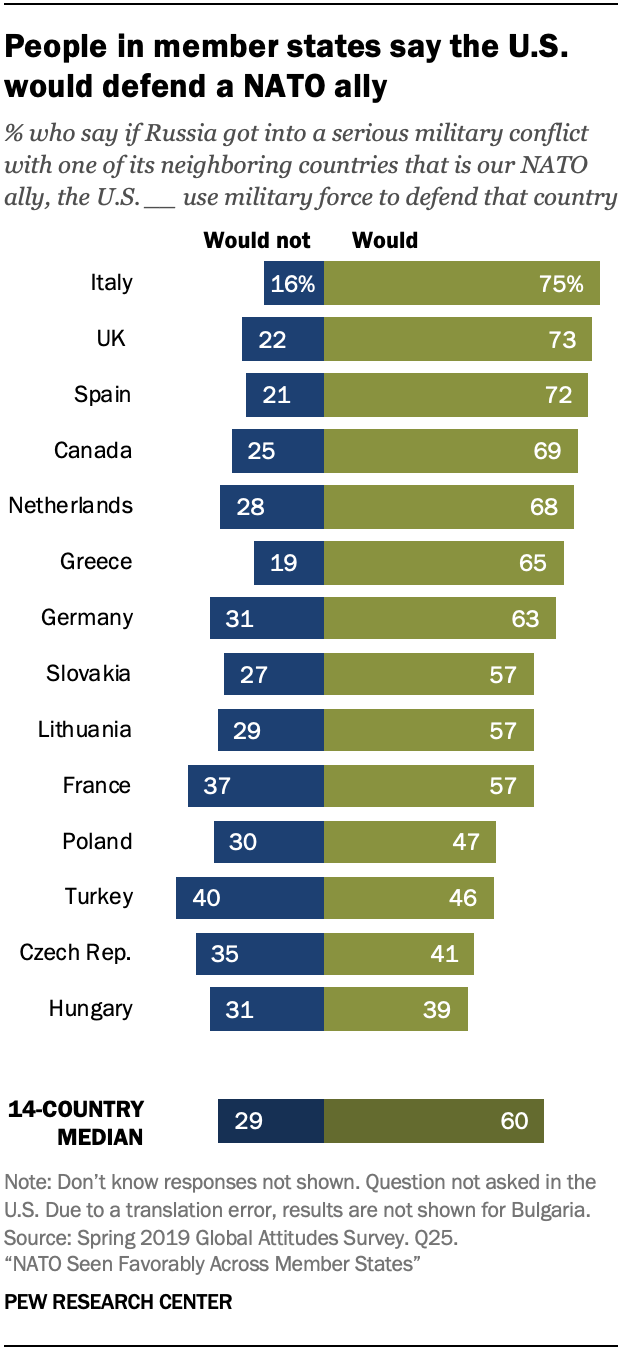 People in member states say the U.S.
would defend a NATO ally
% who say if Russia got into a serious military conflict
with one of its neighboring countries that is our NATO
ally, the U.S. __ use military force to defend that country
Would not Would
Italy 16% 75%
UK 22 73
Spain 21 72
Canada 25 69
Netherlands 28 68
Greece 19 65
Germany 31 63
Slovakia 27 57
Lithuania 29 57
France 37 57
Poland 30 47
Turkey 40 46
Czech Rep. 35 41
Hungary 31 39
14-COUNTRY
MEDIAN 29 60
Note: Don’t know responses not shown. Question not asked in the
U.S. Due to a translation error, results are not shown for Bulgaria.
Source: Spring 2019 Global Attitudes Survey. Q25.
“NATO Seen Favorably Across Member States”
PEW RESEARCH CENTER